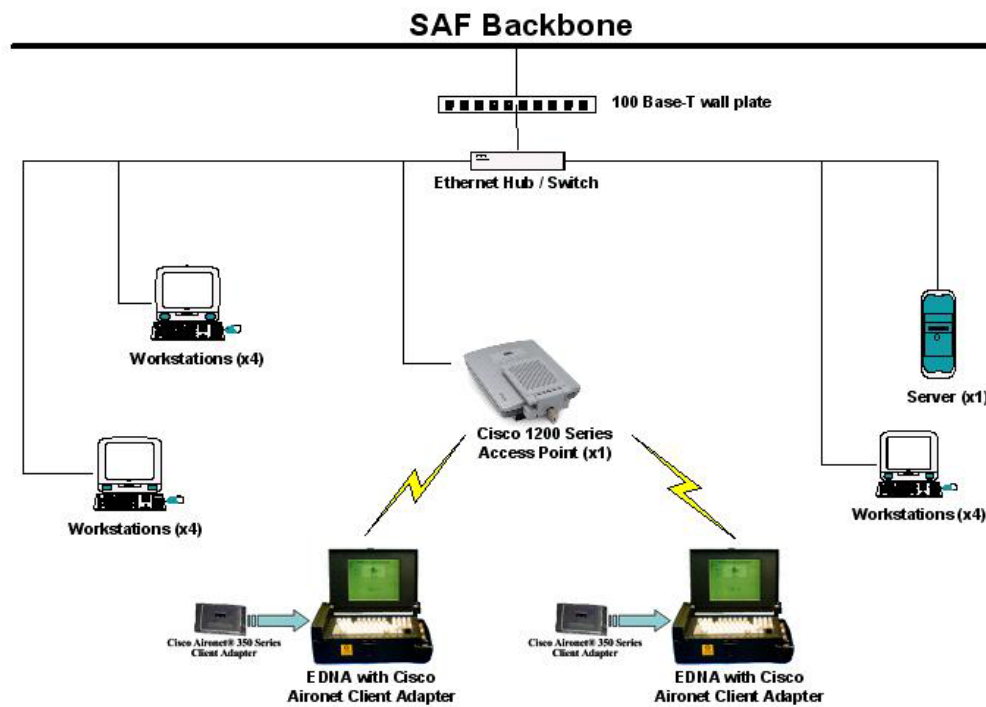 SAF Backbone
100 Base-T wall plate
Ethernet Hub / Switch
Workstations (x4)
Server (x1)
Cisco 1200 Series
Access Point (x1)
Workstations (x4)
Workstations (x4)
Cisco Aironet® 350 Series
Client Adapter
EDNA with Cisco
Aironet Client Adapter
Cisco Aironet® 350 Series
Client Adapter
EDNA with Cisco
Aironet Client Adapter